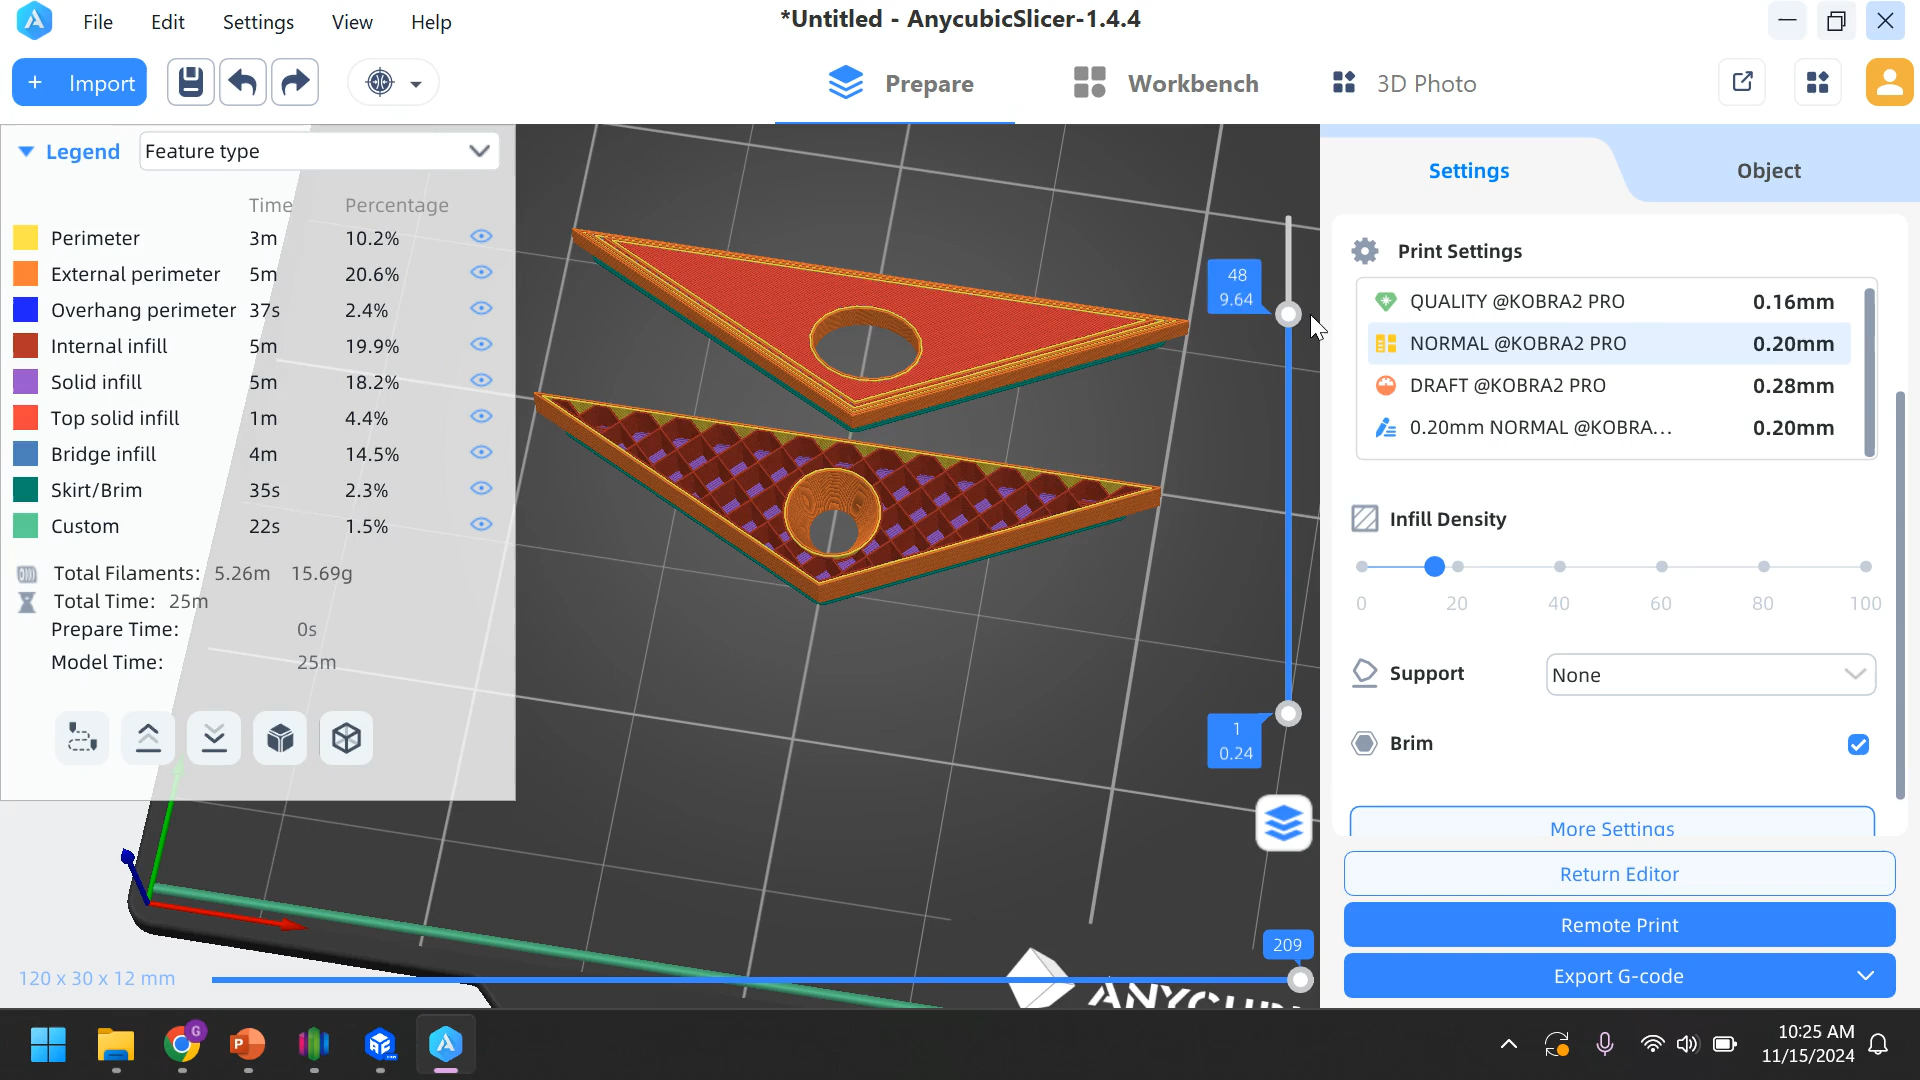 *Untitled - AnycubicSlicer-1.4.4
File Edit Settings View Help
+ Import
Prepare
Workbench
3D Photo
Legend
Feature type
Time Percentage
Perimeter 3m 10.2%
External perimeter 5m 20.6%
Overhang perimeter 37s 2.4%
Internal infill 5m 19.9%
Solid infill 5m 18.2%
Top solid infill 1m 4.4%
Bridge infill 4m 14.5%
Skirt/Brim 35s 2.3%
Custom 22s 1.5%
Total Filaments: 5.26m 15.69g
Total Time: 25m
Prepare Time: 0s
Model Time: 25m
120 x 30 x 12 mm
48
9.64
1
0.24
209
Settings
Object
Print Settings
QUALITY @KOBRA2 PRO 0.16mm
NORMAL @KOBRA2 PRO 0.20mm
DRAFT @KOBRA2 PRO 0.28mm
0.20mm NORMAL @KOBRA... 0.20mm
Infill Density
0 20 40 60 80 100
Support None
Brim
More Settings
Return Editor
Remote Print
Export G-code
G
P
10:25 AM
11/15/2024